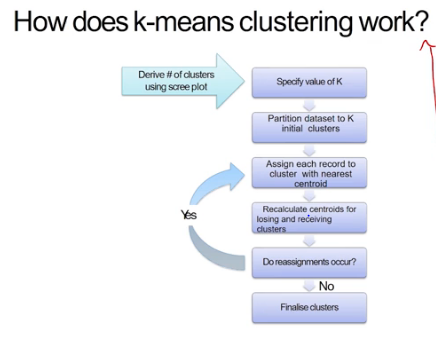 How does k-means clustering work?
Derive # of clusters
using scree plot
Specify value of K
Partition dataset to K
initial clusters
Assign each record to
cluster with nearest
centroid
Recalculate centroids for
losing and receiving
clusters
Yes
Do reassignments occur?
No
Finalise clusters